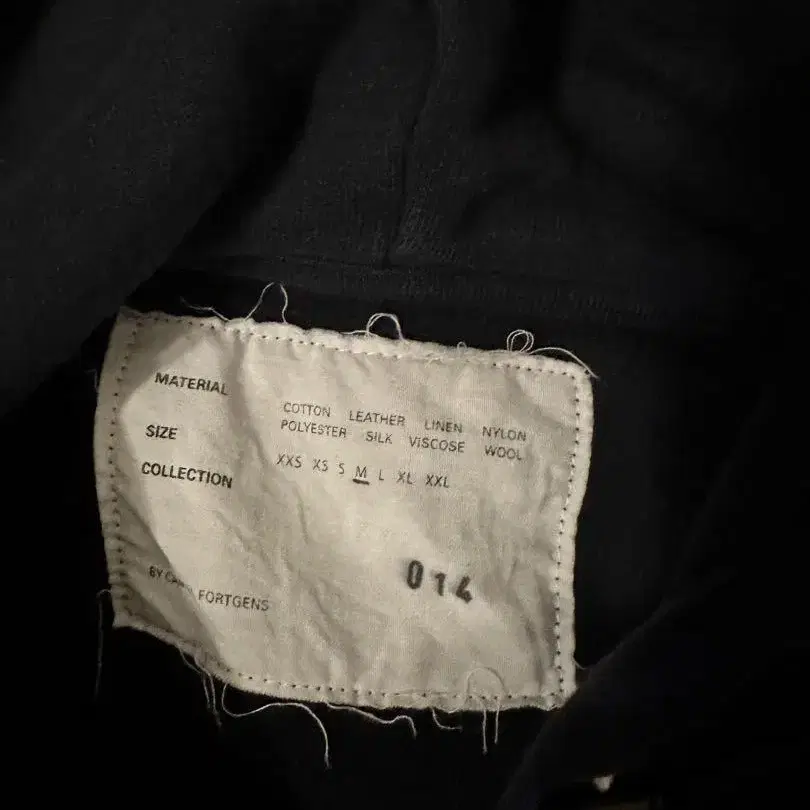 MATERIAL
COTTON LEATHER LINEN NYLON
POLYESTER SILK VISCOSE WOOL
SIZE
XXS XS S M L XL XXL
COLLECTION
014
BY FORTGENS